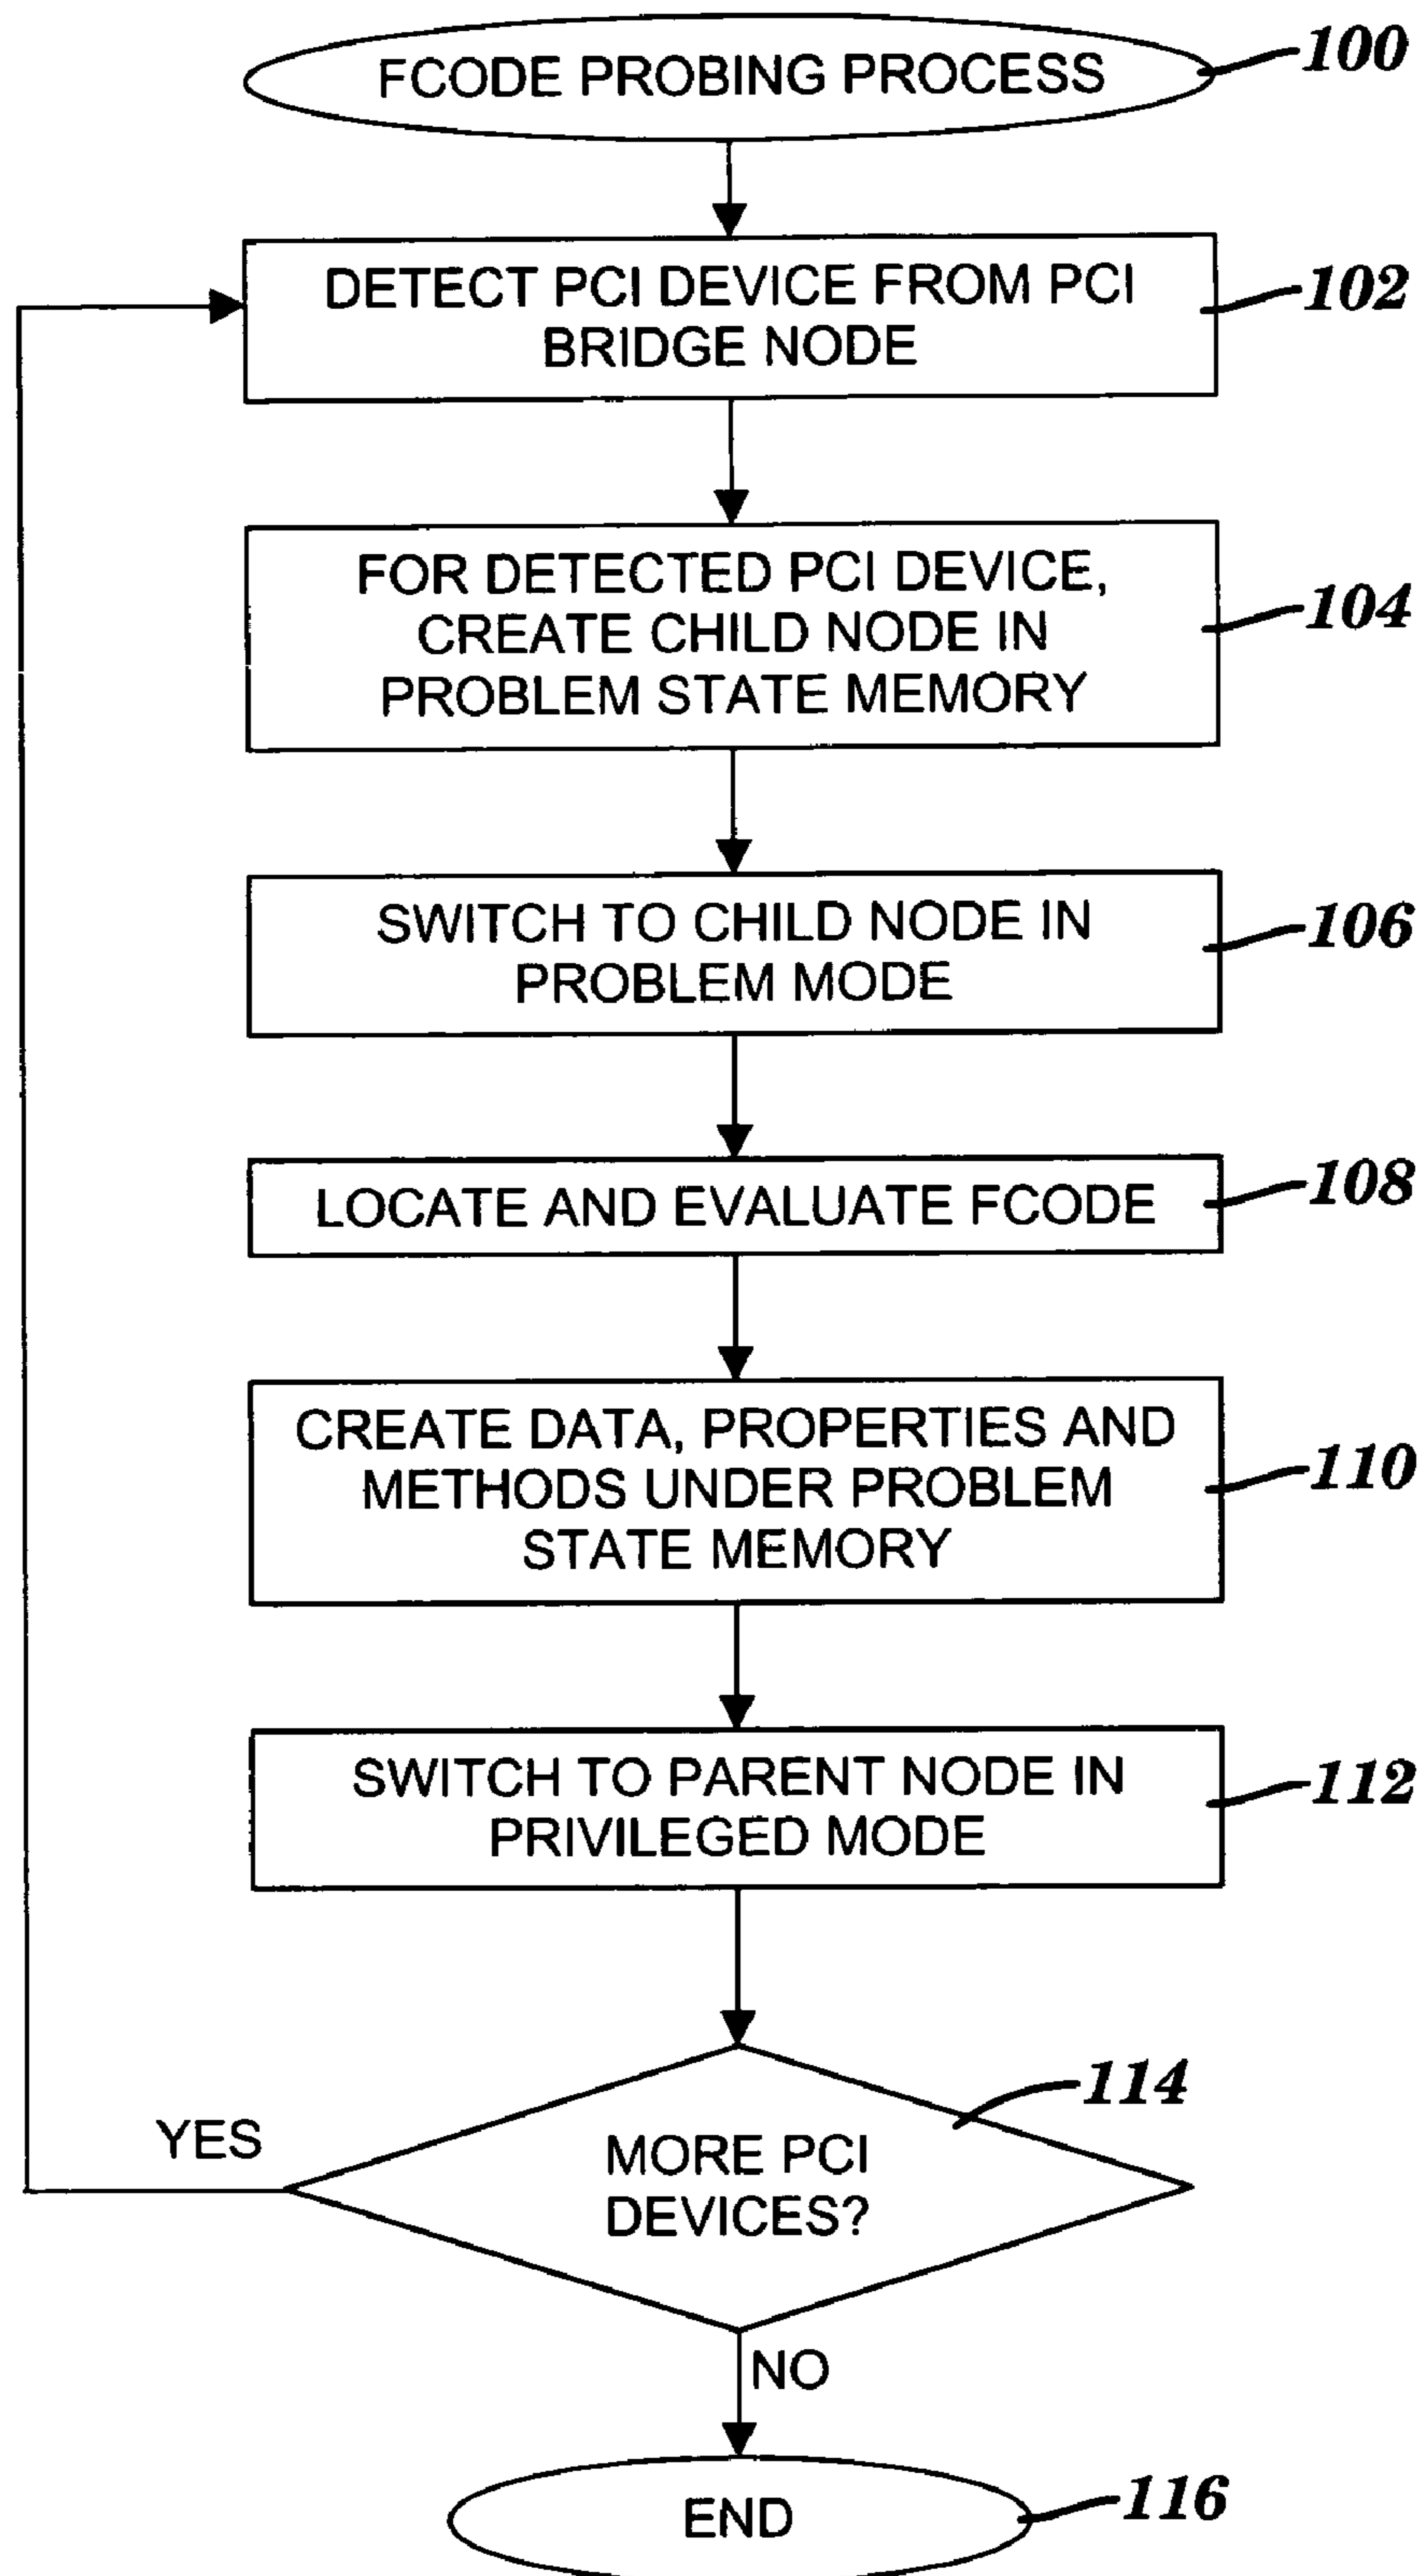 FCODE PROBING PROCESS
100
DETECT PCI DEVICE FROM PCI
BRIDGE NODE
102
FOR DETECTED PCI DEVICE,
CREATE CHILD NODE IN
PROBLEM STATE MEMORY
104
SWITCH TO CHILD NODE IN
PROBLEM MODE
106
LOCATE AND EVALUATE FCODE
108
CREATE DATA, PROPERTIES AND
METHODS UNDER PROBLEM
STATE MEMORY
110
SWITCH TO PARENT NODE IN
PRIVILEGED MODE
112
114
YES
MORE PCI
DEVICES?
NO
END
116